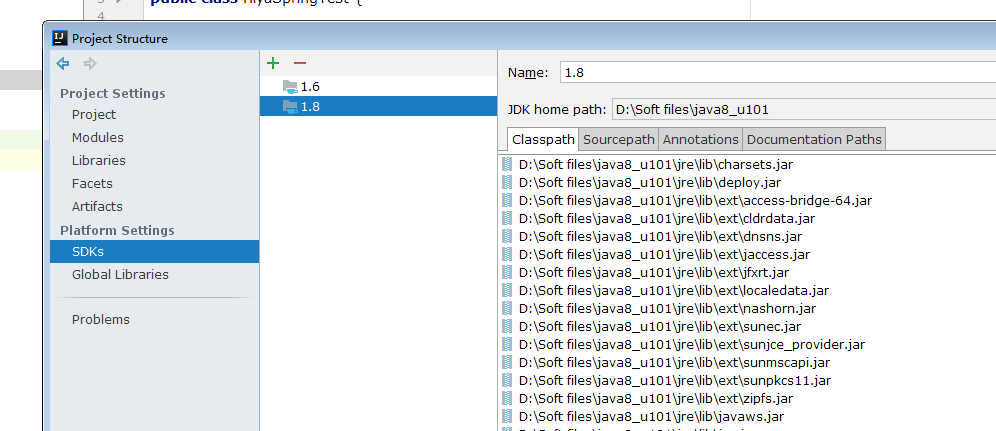 3
4
IJ
Project Structure
Project Settings
Project
Modules
Libraries
Facets
Artifacts
Platform Settings
SDKs
Global Libraries
Problems
1.6
1.8
Name: 1.8
JDK home path: D:\Soft files\java8_u101
Classpath Sourcepath Annotations Documentation Paths
D:\Soft files\java8_u101\jre\lib\charsets.jar
D:\Soft files\java8_u101\jre\lib\deploy.jar
D:\Soft files\java8_u101\jre\lib\ext\access-bridge-64.jar
D:\Soft files\java8_u101\jre\lib\ext\cldrdata.jar
D:\Soft files\java8_u101\jre\lib\ext\dnsns.jar
D:\Soft files\java8_u101\jre\lib\ext\jaccess.jar
D:\Soft files\java8_u101\jre\lib\ext\jfxrt.jar
D:\Soft files\java8_u101\jre\lib\ext\localedata.jar
D:\Soft files\java8_u101\jre\lib\ext\nashorn.jar
D:\Soft files\java8_u101\jre\lib\ext\sunec.jar
D:\Soft files\java8_u101\jre\lib\ext\sunjce_provider.jar
D:\Soft files\java8_u101\jre\lib\ext\sunmscapi.jar
D:\Soft files\java8_u101\jre\lib\ext\sunpkcs11.jar
D:\Soft files\java8_u101\jre\lib\ext\zipfs.jar
D:\Soft files\java8_u101\jre\lib\javaws.jar